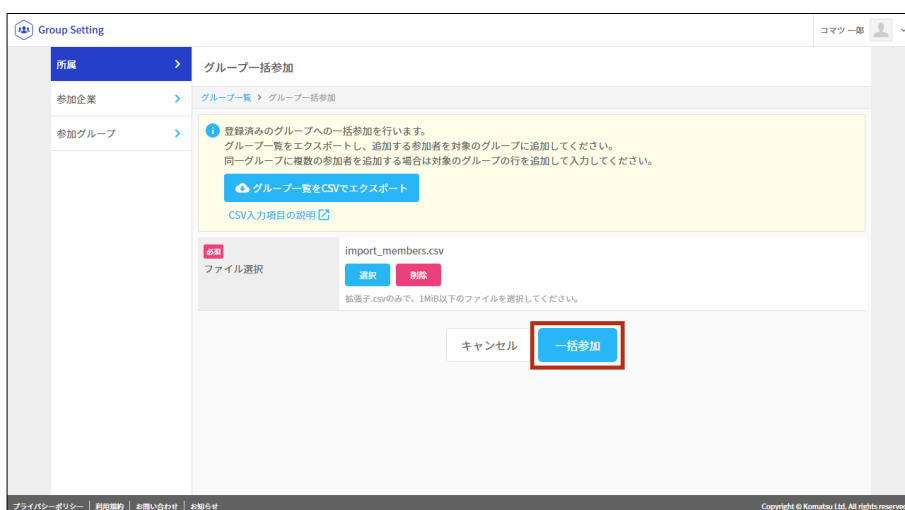 Group Setting
コマツ 一郎
所属
参加企業
参加グループ
グループ一括参加
グループ一覧 > グループ一括参加
登録済みのグループへの一括参加を行います。
グループ一覧をエクスポートし、追加する参加者を対象のグループに追加してください。
同一グループに複数の参加者を追加する場合は対象のグループの行を追加して入力してください。
グループ一覧をCSVでエクスポート
CSV入力項目の説明
必須
ファイル選択
import_members.csv
選択 削除
拡張子.csvのみで、1MiB以下のファイルを選択してください。
キャンセル 一括参加
プライバシーポリシー | 利用規約 | お問い合わせ | お知らせ
Copyright © Komatsu Ltd. All rights reserved